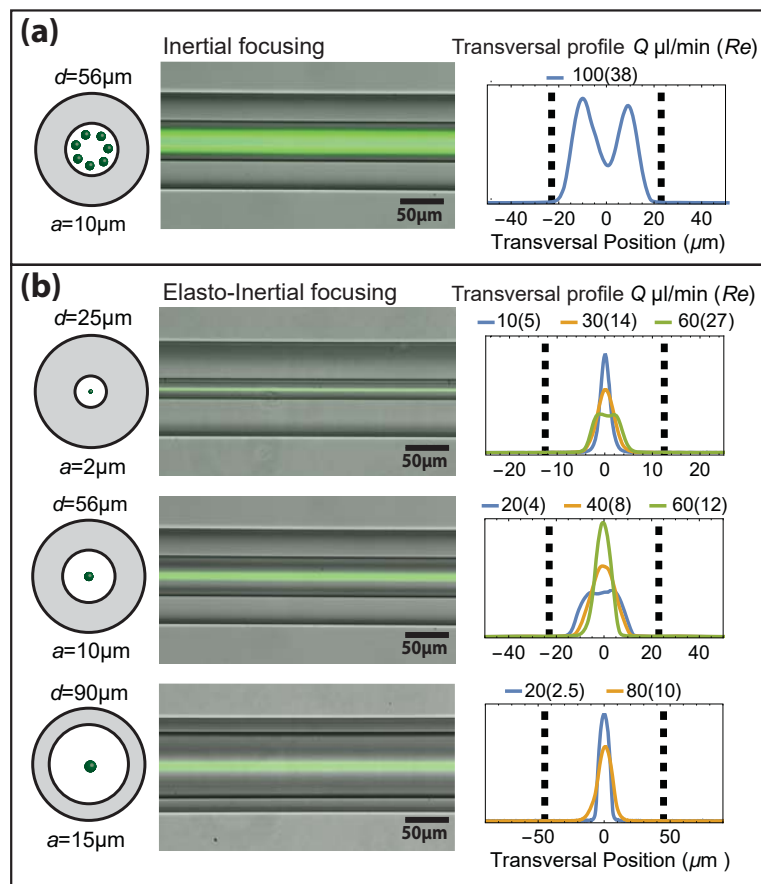 (a)
Inertial focusing
Transversal profile Q μl/min (Re)
d=56μm
100(38)
50μm
a=10μm
−40 −20 0 20 40
Transversal Position (μm)
(b)
Elasto-Inertial focusing
Transversal profile Q μl/min (Re)
d=25μm
10(5) 30(14) 60(27)
50μm
a=2μm
−20 −10 0 10 20
d=56μm
20(4) 40(8) 60(12)
50μm
a=10μm
−40 −20 0 20 40
d=90μm
20(2.5) 80(10)
50μm
a=15μm
−50 0 50
Transversal Position (μm )